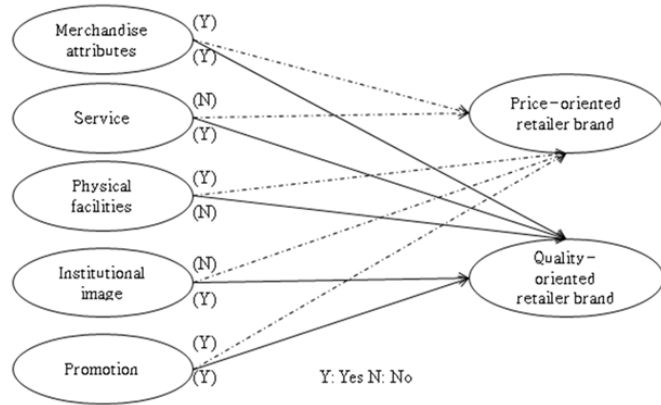 Merchandise
attributes
(Y)
(Y)
Service
(N)
(Y)
Physical
facilities
(Y)
(N)
Institutional
image
(N)
(Y)
Promotion
(Y)
(Y)
Price-oriented
retailer brand
Quality-
oriented
retailer brand
Y: Yes N: No